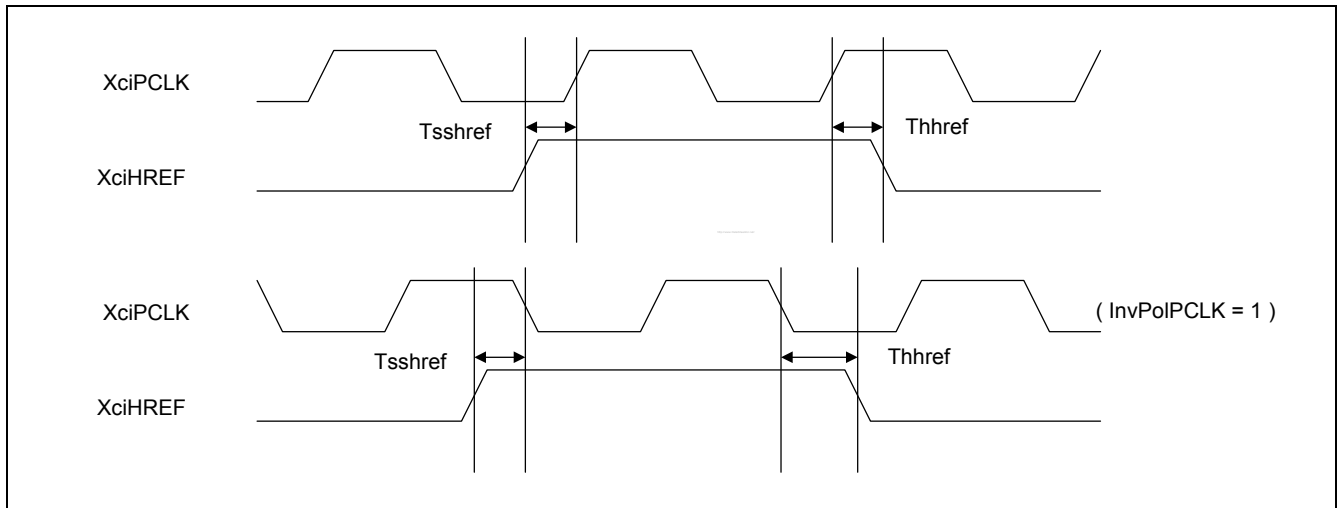 XciPCLK
Tsshref
Thhref
XciHREF
XciPCLK
( InvPolPCLK = 1 )
Tsshref
Thhref
XciHREF